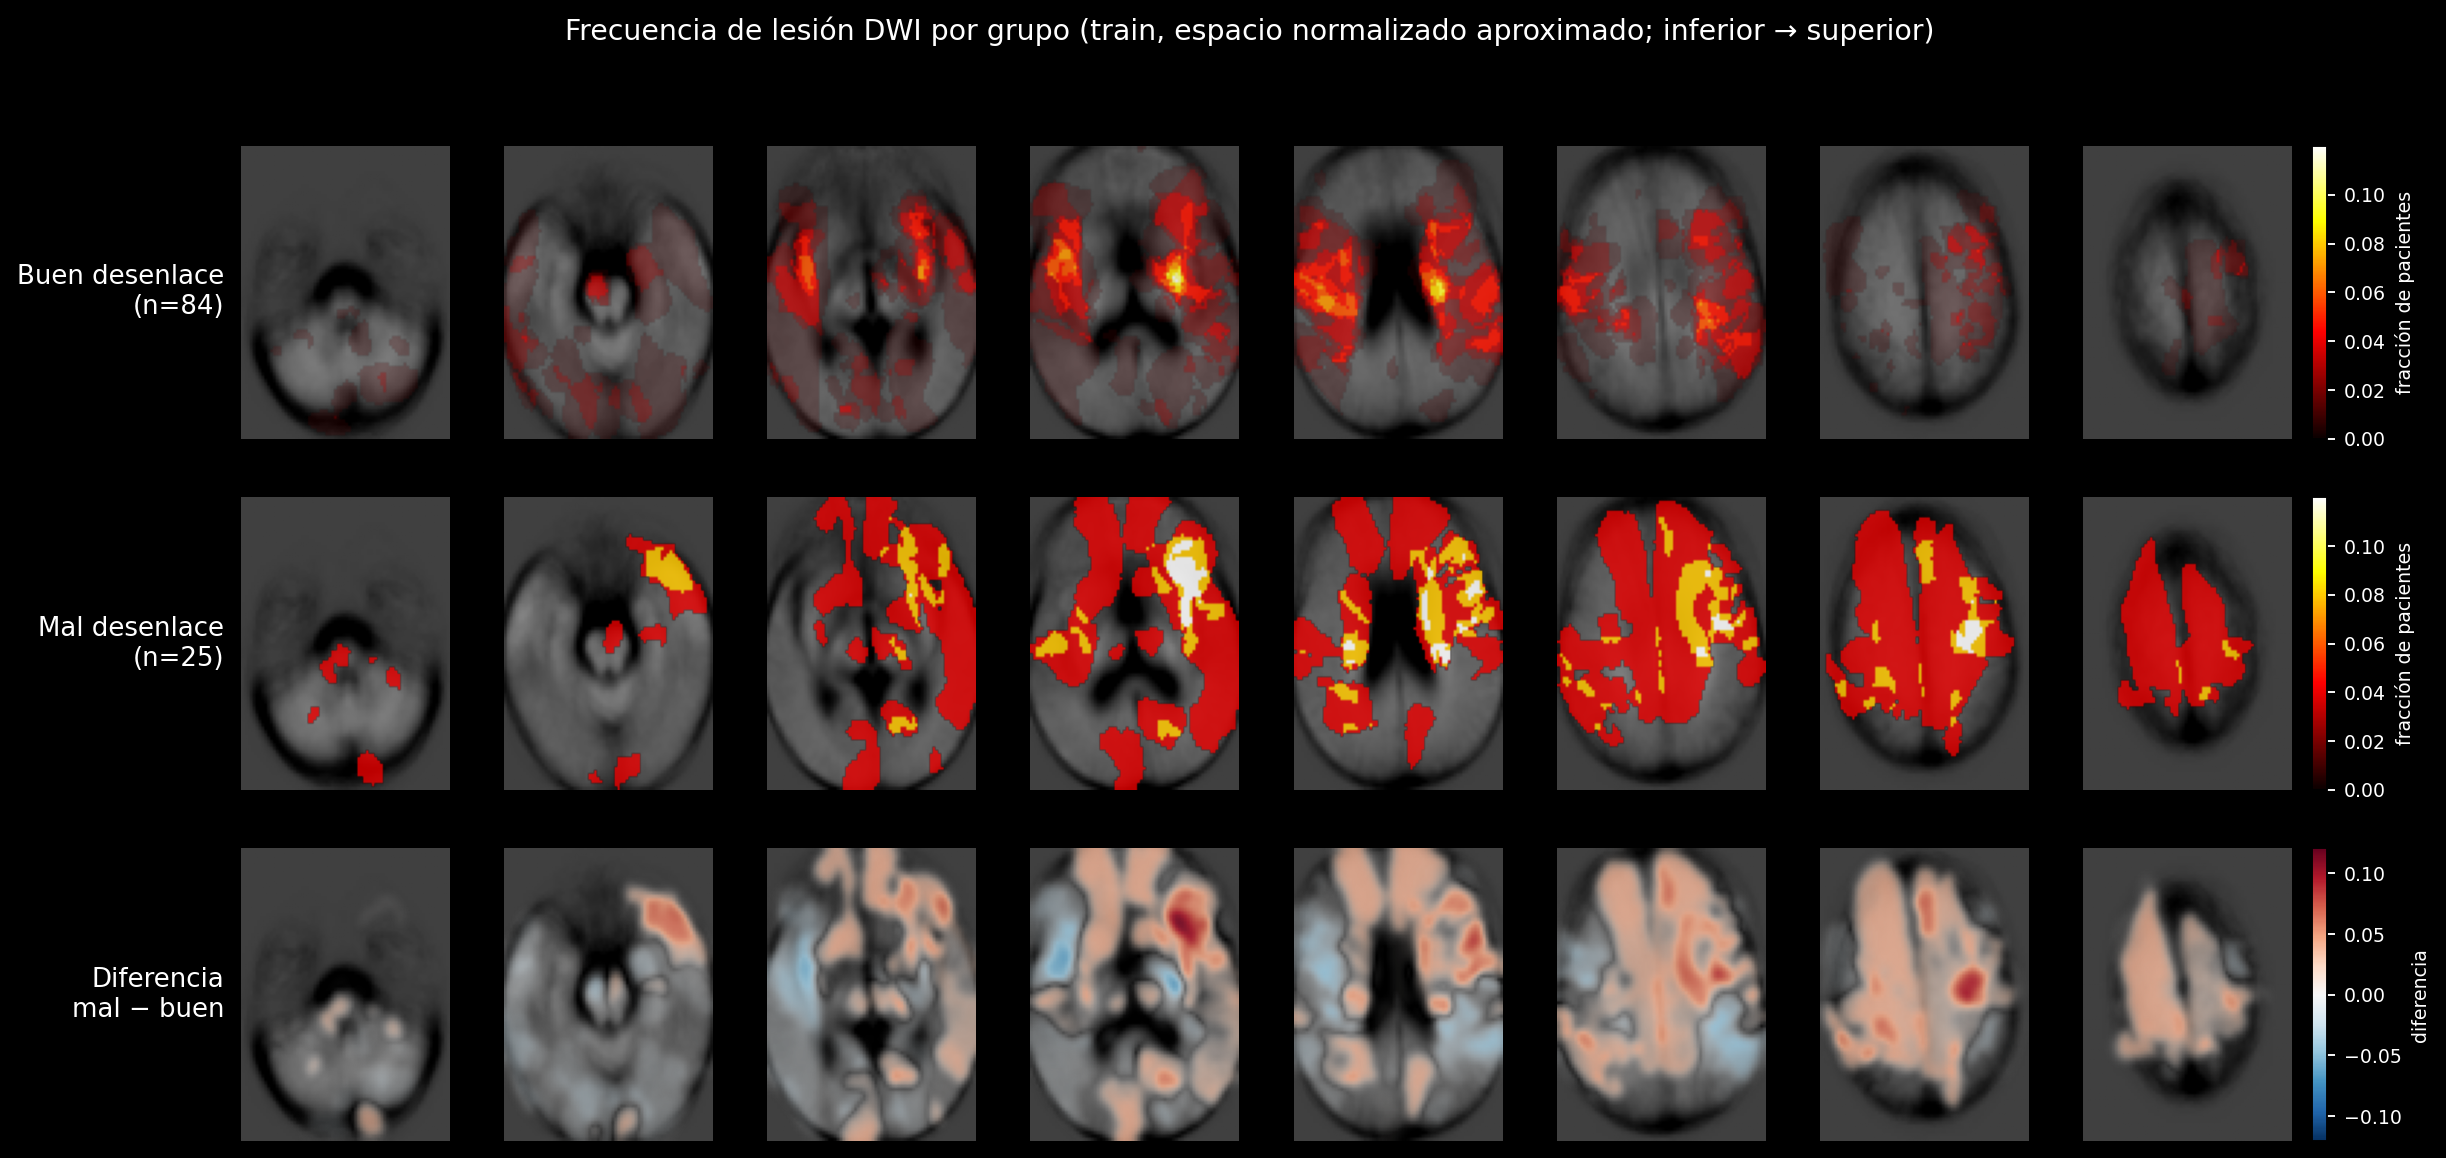 Frecuencia de lesión DWI por grupo (train, espacio normalizado aproximado; inferior → superior)
Buen desenlace
(n=84)
0.10
0.08
0.06
0.04
0.02
0.00
fracción de pacientes
Mal desenlace
(n=25)
0.10
0.08
0.06
0.04
0.02
0.00
fracción de pacientes
Diferencia
mal − buen
0.10
0.05
0.00
−0.05
−0.10
diferencia